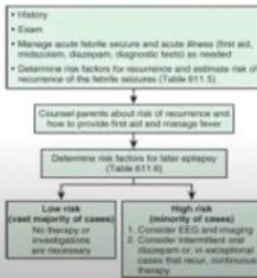 • History
• Exam
• Manage acute febrile seizure and acute illness (first aid,
midazolam, diazepam, diagnostic tests) as needed
• Determine risk factors for recurrence and estimate risk of
recurrence of the febrile seizures (Table 611.5)
Counsel parents about risk of recurrence and
how to provide first aid and manage fever
Determine risk factors for later epilepsy
(Table 611.6)
Low risk
(vast majority of cases)
No therapy or
investigations
are necessary
High risk
(minority of cases)
1. Consider EEG and imaging
2. Consider intermittent oral
diazepam or, in exceptional
cases that recur, continuous
therapy